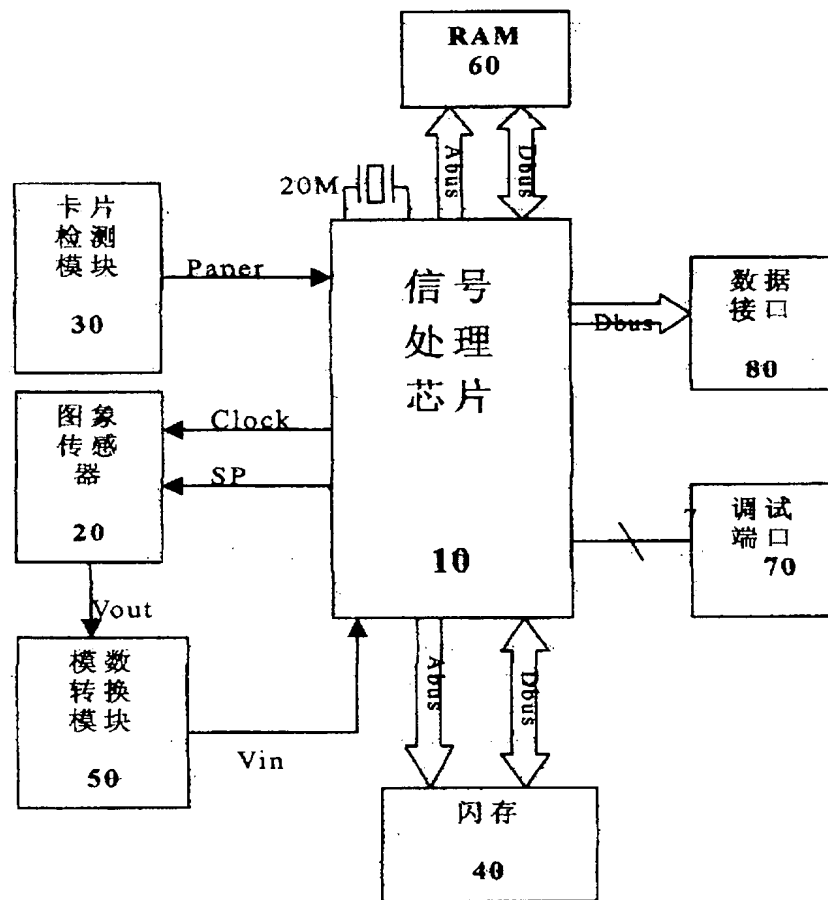 RAM
60
Abus
Dbus
20M
卡片
检测
模块
30
Paner
信号
处理
芯片
10
数据
接口
80
Dbus
图象
传感
器
20
Clock
SP
调试
端口
70
7
Vout
模数
转换
模块
50
Vin
Abus
Dbus
闪存
40